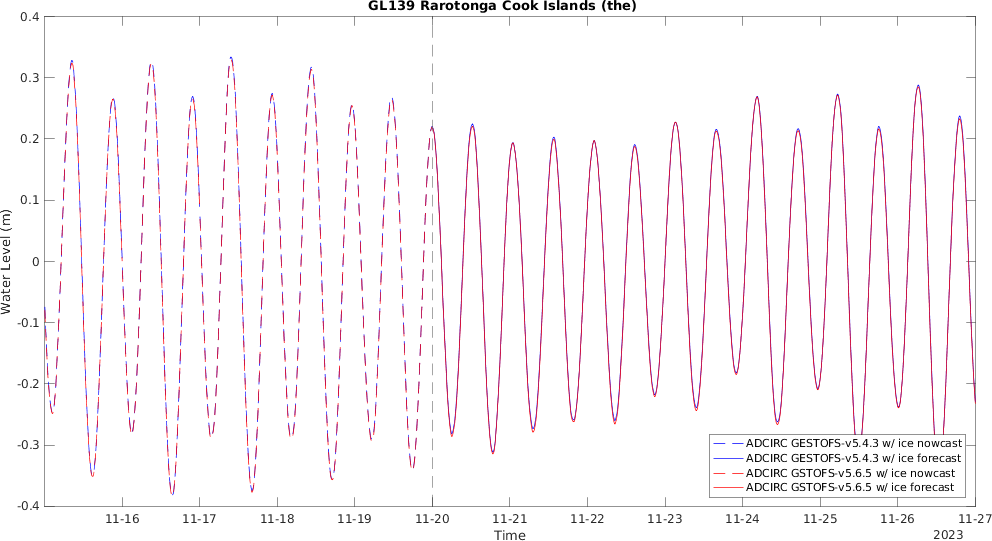 GL139 Rarotonga Cook Islands (the)
0.4
0.3
0.2
0.1
0
-0.1
-0.2
-0.3
-0.4
Water Level (m)
ADCIRC GESTOFS-v5.4.3 w/ ice nowcast
ADCIRC GESTOFS-v5.4.3 w/ ice forecast
ADCIRC GSTOFS-v5.6.5 w/ ice nowcast
ADCIRC GSTOFS-v5.6.5 w/ ice forecast
11-16 11-17 11-18 11-19 11-20 11-21 11-22 11-23 11-24 11-25 11-26 11-27
Time
2023